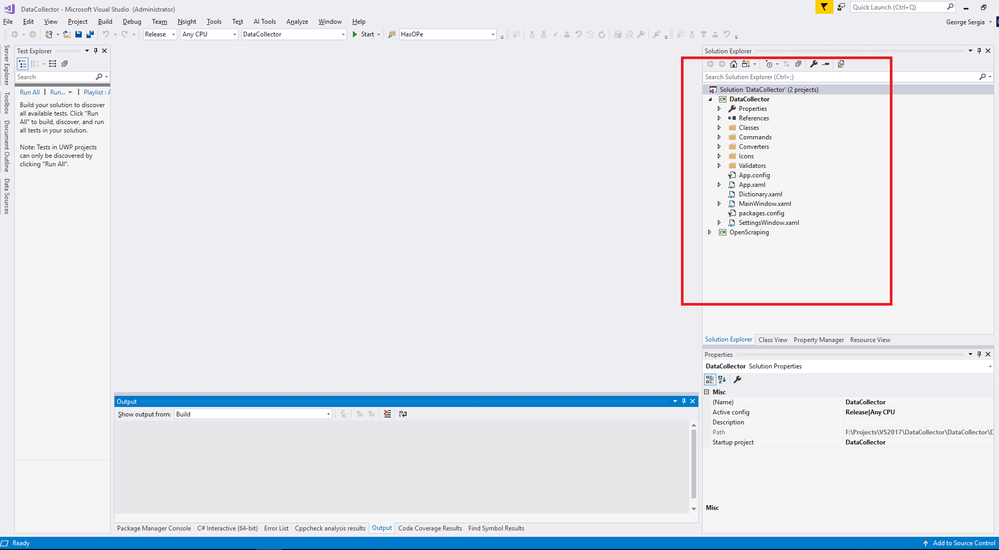 DataCollector - Microsoft Visual Studio (Administrator)
Quick Launch (Ctrl+Q)
File Edit View Project Build Debug Team Nsight Tools Test AI Tools Analyze Window Help
George Sergia
Release Any CPU DataCollector Start HasOPe
Server Explorer
Toolbox
Document Outline
Data Sources
Test Explorer
Search
Run All Run... Playlist :
Build your solution to discover
all available tests. Click "Run
All" to build, discover, and run
all tests in your solution.
Note: Tests in UWP projects
can only be discovered by
clicking "Run All".
Solution Explorer
Search Solution Explorer (Ctrl+;)
Solution 'DataCollector' (2 projects)
C# DataCollector
Properties
References
Classes
Commands
Converters
Icons
Validators
App.config
App.xaml
Dictionary.xaml
MainWindow.xaml
packages.config
SettingsWindow.xaml
C# OpenScraping
Solution Explorer Class View Property Manager Resource View
Properties
DataCollector Solution Properties
Misc
(Name) DataCollector
Active config Release|Any CPU
Description
Path F:\Projects\VS2017\DataCollector\DataCollector\D
Startup project DataCollector
Misc
Output
Show output from: Build
Package Manager Console C# Interactive (64-bit) Error List Cppcheck analysis results Output Code Coverage Results Find Symbol Results
Ready
Add to Source Control